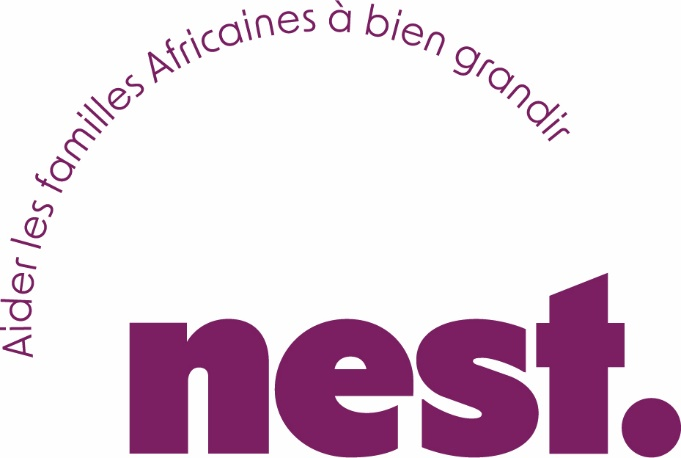 Aider les familles Africaines à bien grandir
nest.